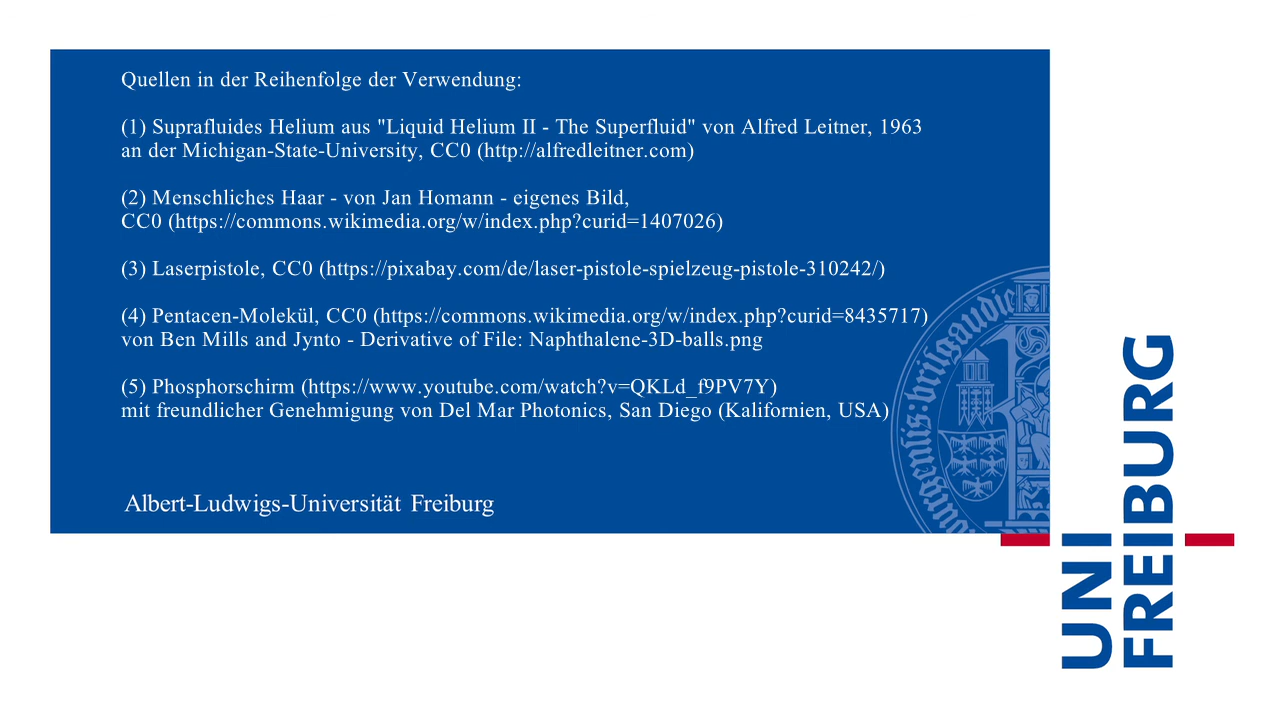 Quellen in der Reihenfolge der Verwendung:
(1) Suprafluides Helium aus "Liquid Helium II - The Superfluid" von Alfred Leitner, 1963
an der Michigan-State-University, CC0 (http://alfredleitner.com)
(2) Menschliches Haar - von Jan Homann - eigenes Bild,
CC0 (https://commons.wikimedia.org/w/index.php?curid=1407026)
(3) Laserpistole, CC0 (https://pixabay.com/de/laser-pistole-spielzeug-pistole-310242/)
(4) Pentacen-Molekül, CC0 (https://commons.wikimedia.org/w/index.php?curid=8435717)
von Ben Mills and Jynto - Derivative of File: Naphthalene-3D-balls.png
(5) Phosphorschirm (https://www.youtube.com/watch?v=QKLd_f9PV7Y)
mit freundlicher Genehmigung von Del Mar Photonics, San Diego (Kalifornien, USA)
Albert-Ludwigs-Universität Freiburg
UNI
FREIBURG